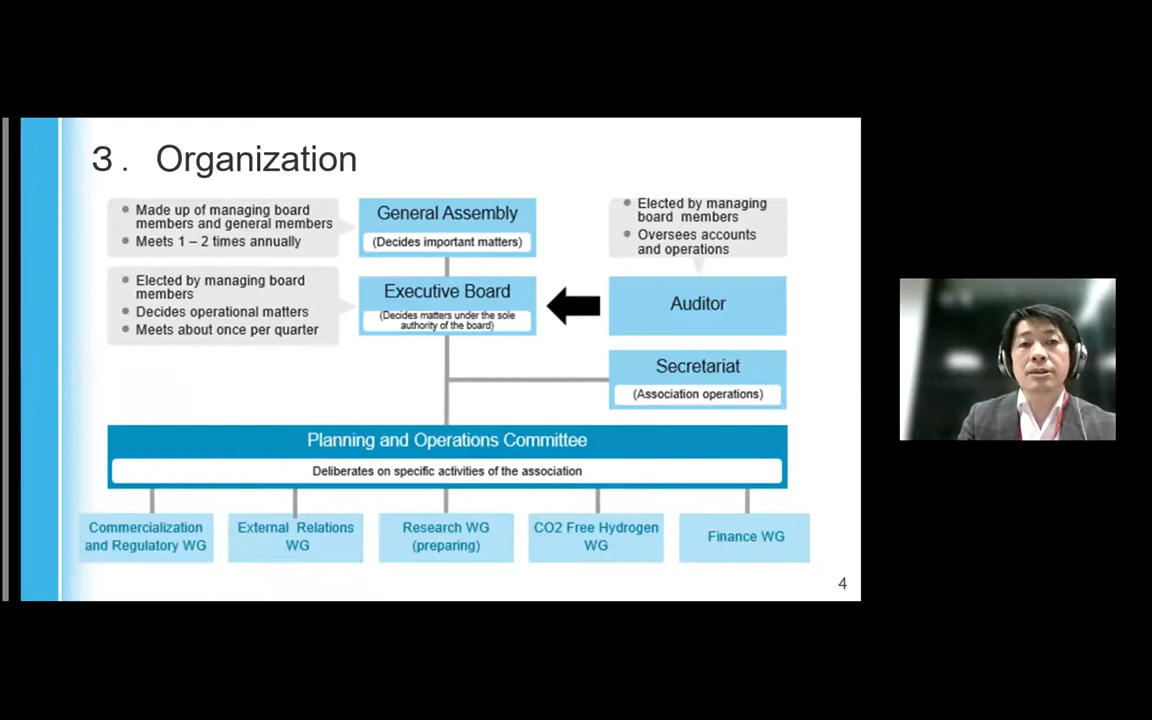 3. Organization
Made up of managing board
members and general members
Meets 1 – 2 times annually
General Assembly
(Decides important matters)
Elected by managing
board members
Oversees accounts
and operations
Elected by managing board
members
Decides operational matters
Meets about once per quarter
Executive Board
(Decides matters under the sole
authority of the board)
Auditor
Secretariat
(Association operations)
Planning and Operations Committee
Deliberates on specific activities of the association
Commercialization
and Regulatory WG
External Relations
WG
Research WG
(preparing)
CO2 Free Hydrogen
WG
Finance WG
4